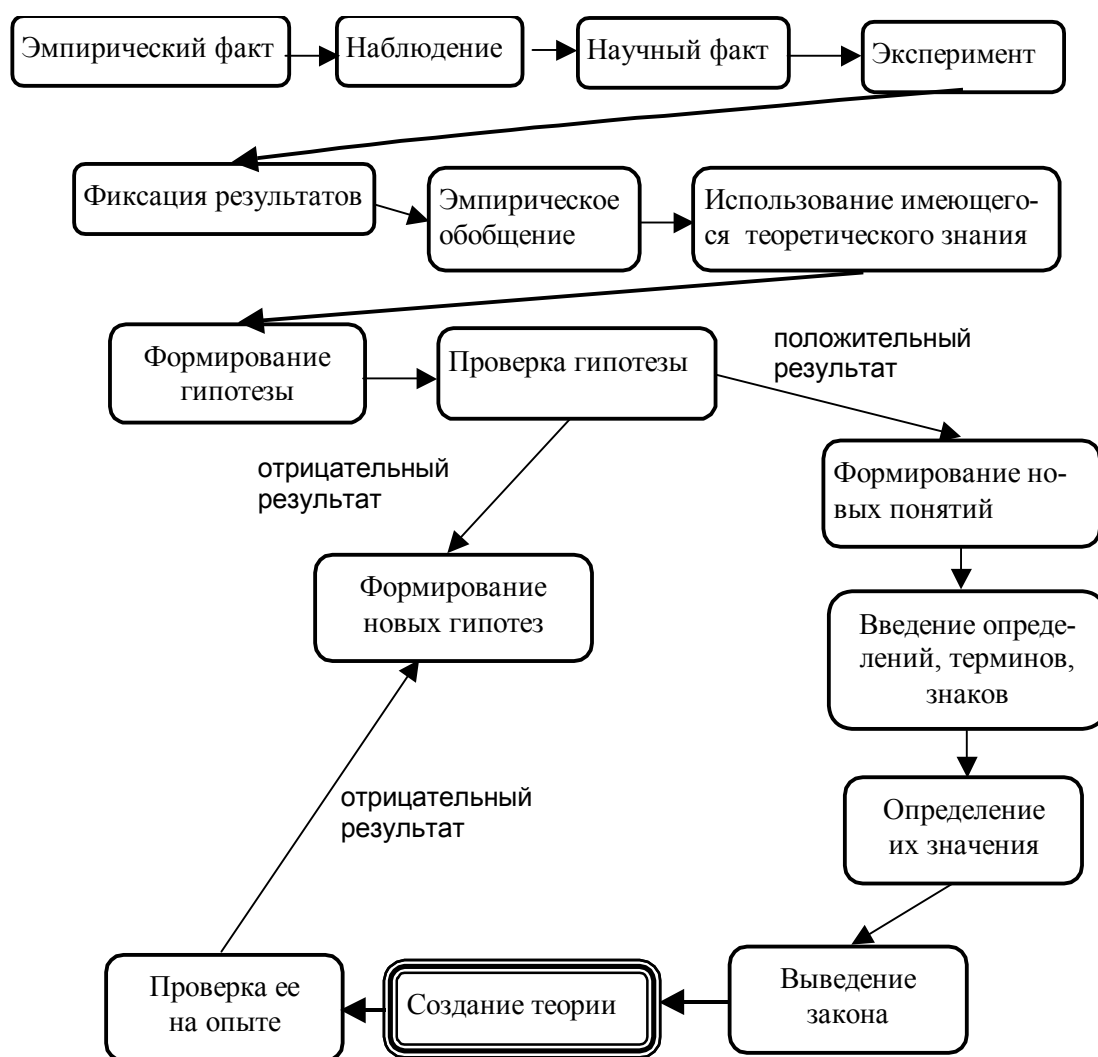 Эмпирический факт
Наблюдение
Научный факт
Эксперимент
Фиксация результатов
Эмпирическое
обобщение
Использование имеющего-
ся теоретического знания
Формирование
гипотезы
Проверка гипотезы
положительный
результат
отрицательный
результат
Формирование но-
вых понятий
Формирование
новых гипотез
Введение опреде-
лений, терминов,
знаков
отрицательный
результат
Определение
их значения
Проверка ее
на опыте
Создание теории
Выведение
закона